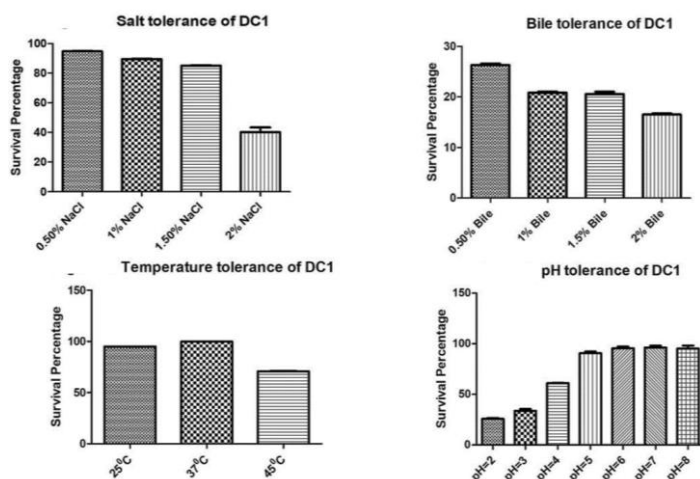 Salt tolerance of DC1
Survival Percentage
100
80
60
40
20
0
0.50% NaCl
1% NaCl
1.50% NaCl
2% NaCl
Bile tolerance of DC1
Survival Percentage
30
20
10
0
0.50% Bile
1% Bile
1.5% Bile
2% Bile
Temperature tolerance of DC1
Survival Percentage
150
100
50
0
25⁰C
37⁰C
45⁰C
pH tolerance of DC1
Survival Percentage
150
100
50
0
pH=2
pH=3
pH=4
pH=5
pH=6
pH=7
pH=8